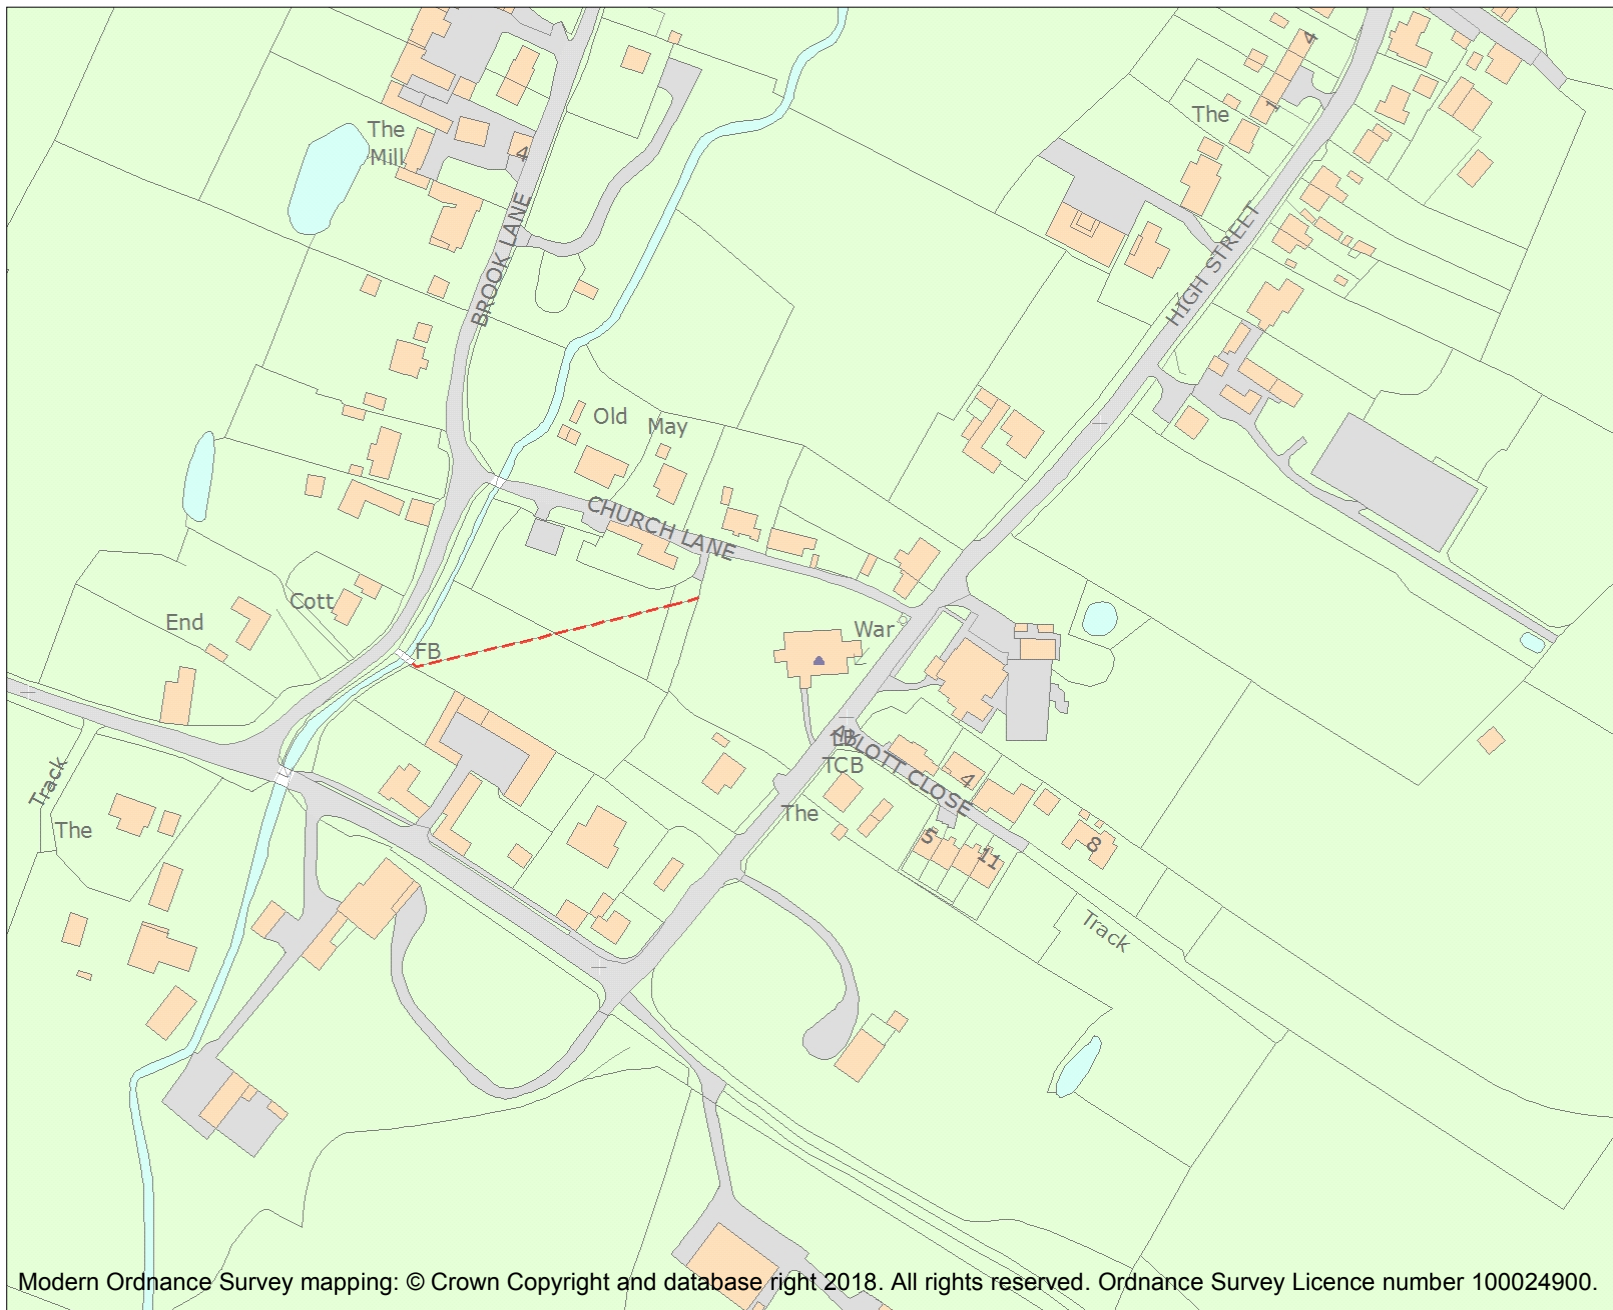 4
The
The
Mill
1
4
BROOK LANE
HIGH STREET
Old
May
CHURCH LANE
Cott
End
War
FB
TCB
ABLOTT CLOSE
4
Track
The
The
5
11
8
Track
Modern Ordnance Survey mapping: © Crown Copyright and database right 2018. All rights reserved. Ordnance Survey Licence number 100024900.